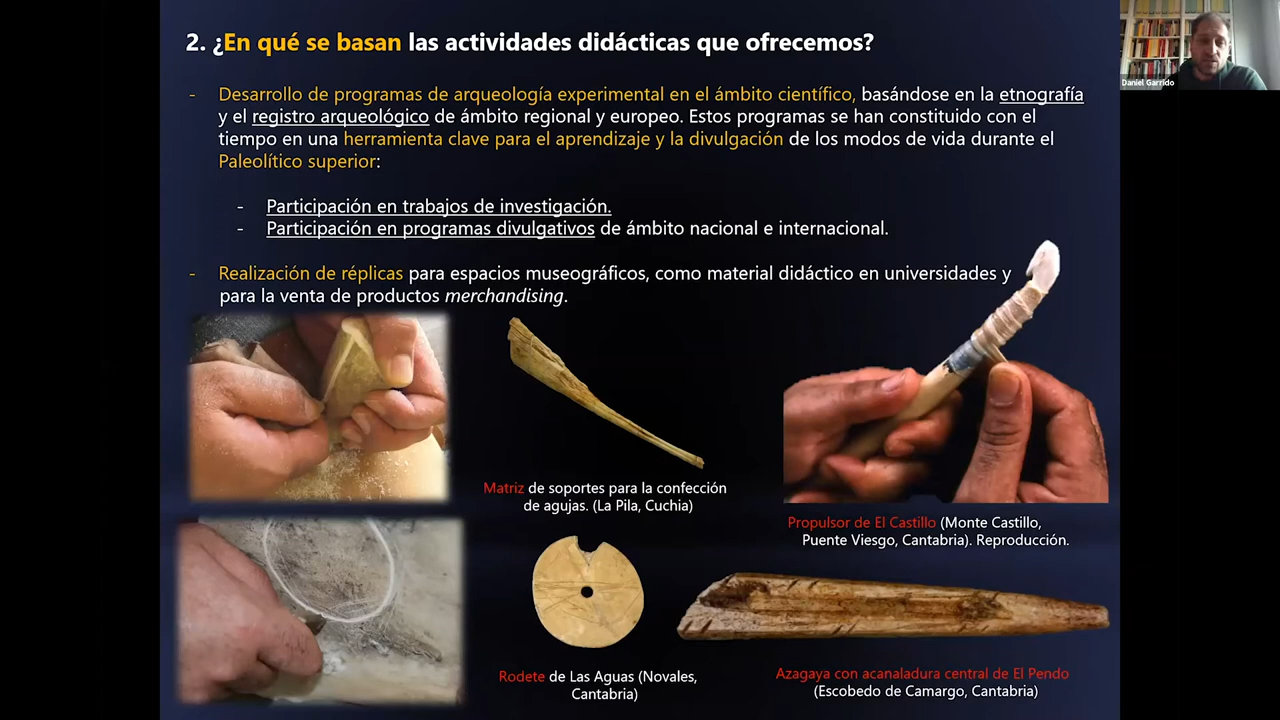 2. ¿En qué se basan las actividades didácticas que ofrecemos?
Daniel Garrido
- Desarrollo de programas de arqueología experimental en el ámbito científico, basándose en la etnografía
y el registro arqueológico de ámbito regional y europeo. Estos programas se han constituido con el
tiempo en una herramienta clave para el aprendizaje y la divulgación de los modos de vida durante el
Paleolítico superior:
- Participación en trabajos de investigación.
- Participación en programas divulgativos de ámbito nacional e internacional.
- Realización de réplicas para espacios museográficos, como material didáctico en universidades y
para la venta de productos merchandising.
Matriz de soportes para la confección
de agujas. (La Pila, Cuchia)
Propulsor de El Castillo (Monte Castillo,
Puente Viesgo, Cantabria). Reproducción.
Rodete de Las Aguas (Novales,
Cantabria)
Azagaya con acanaladura central de El Pendo
(Escobedo de Camargo, Cantabria)